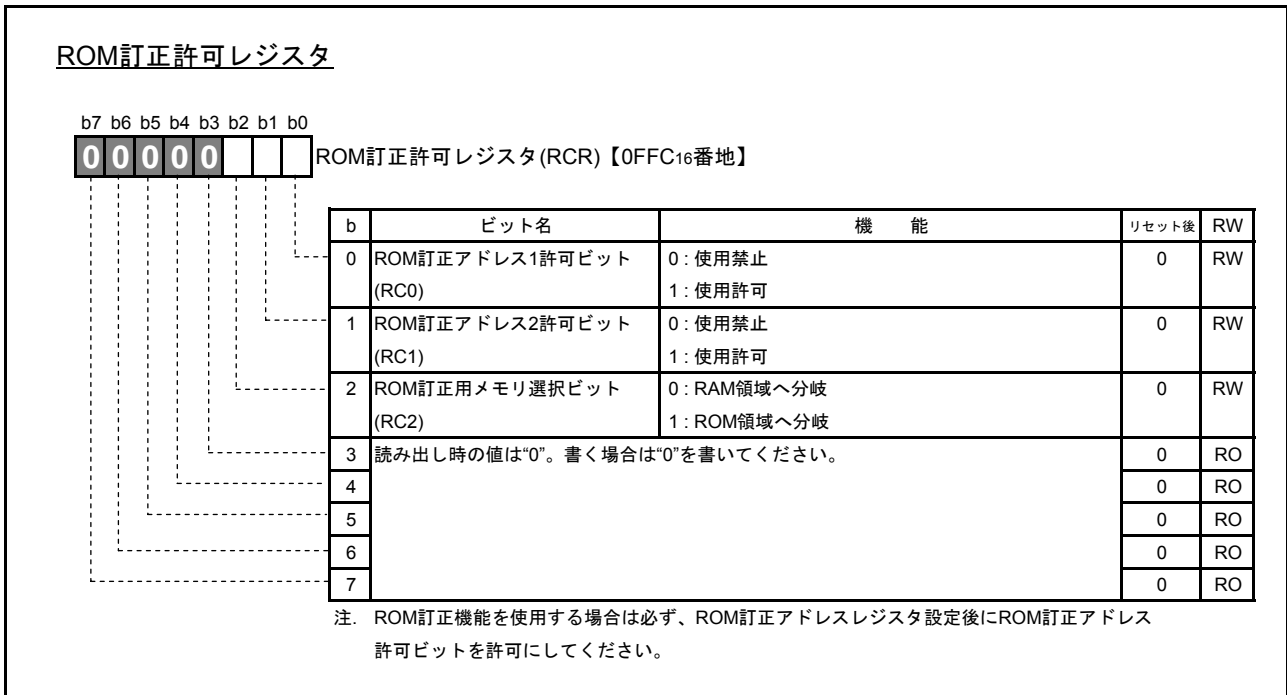 ROM訂正許可レジスタ
b7 b6 b5 b4 b3 b2 b1 b0
0 0 0 0 0 ROM訂正許可レジスタ(RCR)【0FFC16番地】
b ビット名 機 能 リセット後 RW
0 ROM訂正アドレス1許可ビット 0 : 使用禁止 0 RW
(RC0) 1 : 使用許可
1 ROM訂正アドレス2許可ビット 0 : 使用禁止 0 RW
(RC1) 1 : 使用許可
2 ROM訂正用メモリ選択ビット 0 : RAM領域へ分岐 0 RW
(RC2) 1 : ROM領域へ分岐
3 読み出し時の値は“0”。書く場合は“0”を書いてください。 0 RO
4 0 RO
5 0 RO
6 0 RO
7 0 RO
注. ROM訂正機能を使用する場合は必ず、ROM訂正アドレスレジスタ設定後にROM訂正アドレス
許可ビットを許可にしてください。